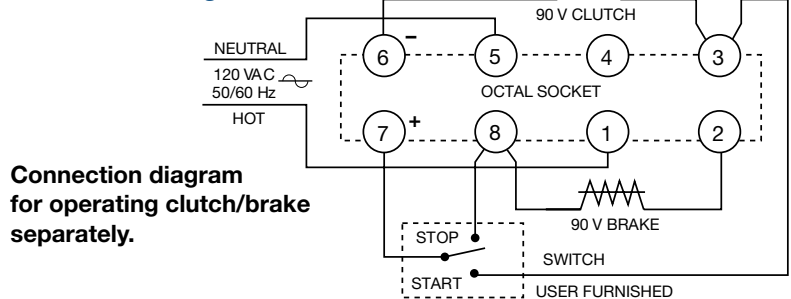 90 V CLUTCH
NEUTRAL
120 VAC
50/60 Hz
HOT
6 −
5
4
3
OCTAL SOCKET
7 +
8
1
2
Connection diagram
for operating clutch/brake
separately.
90 V BRAKE
STOP
SWITCH
START
USER FURNISHED